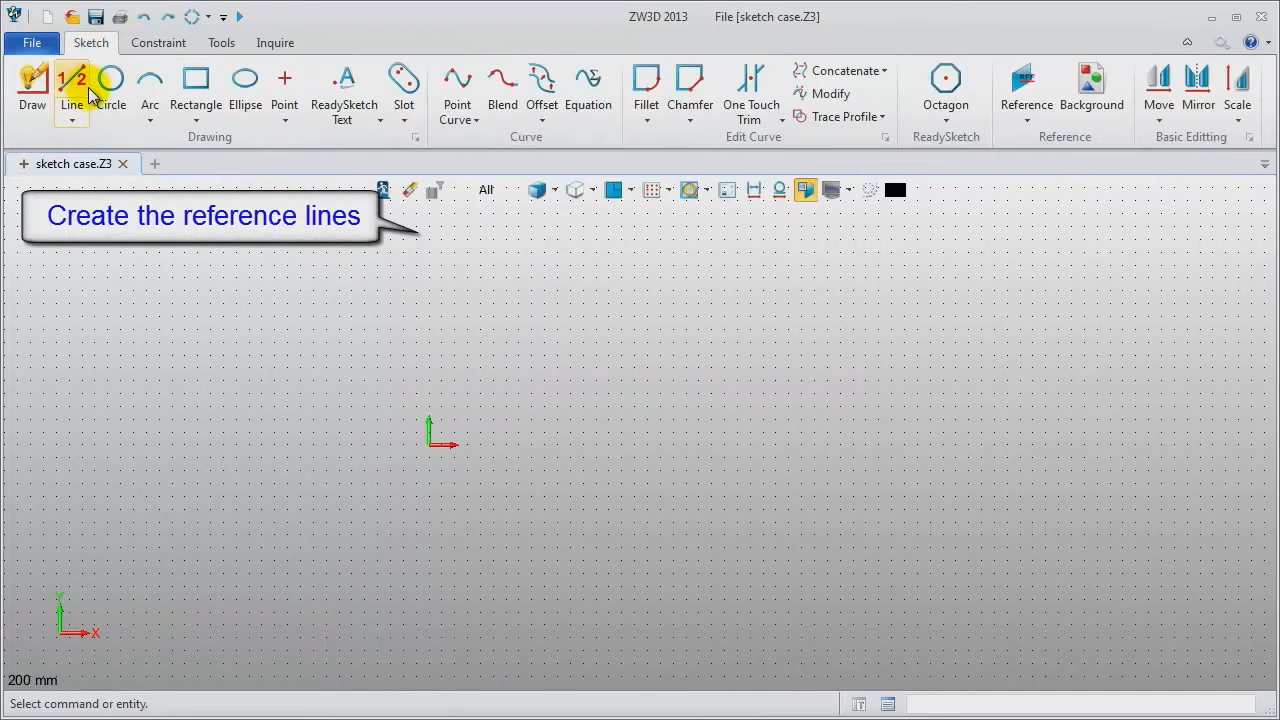 ZW3D 2013 File [sketch case.Z3]
File Sketch Constraint Tools Inquire
Draw Line Circle Arc Rectangle Ellipse Point ReadySketch Text Slot
Drawing
Point Curve Blend Offset Equation
Curve
Fillet Chamfer One Touch Trim Concatenate Modify Trace Profile
Edit Curve
Octagon
ReadySketch
Reference Background
Reference
Move Mirror Scale
Basic Editing
sketch case.Z3
All
Create the reference lines
Y
X
200 mm
Select command or entity.